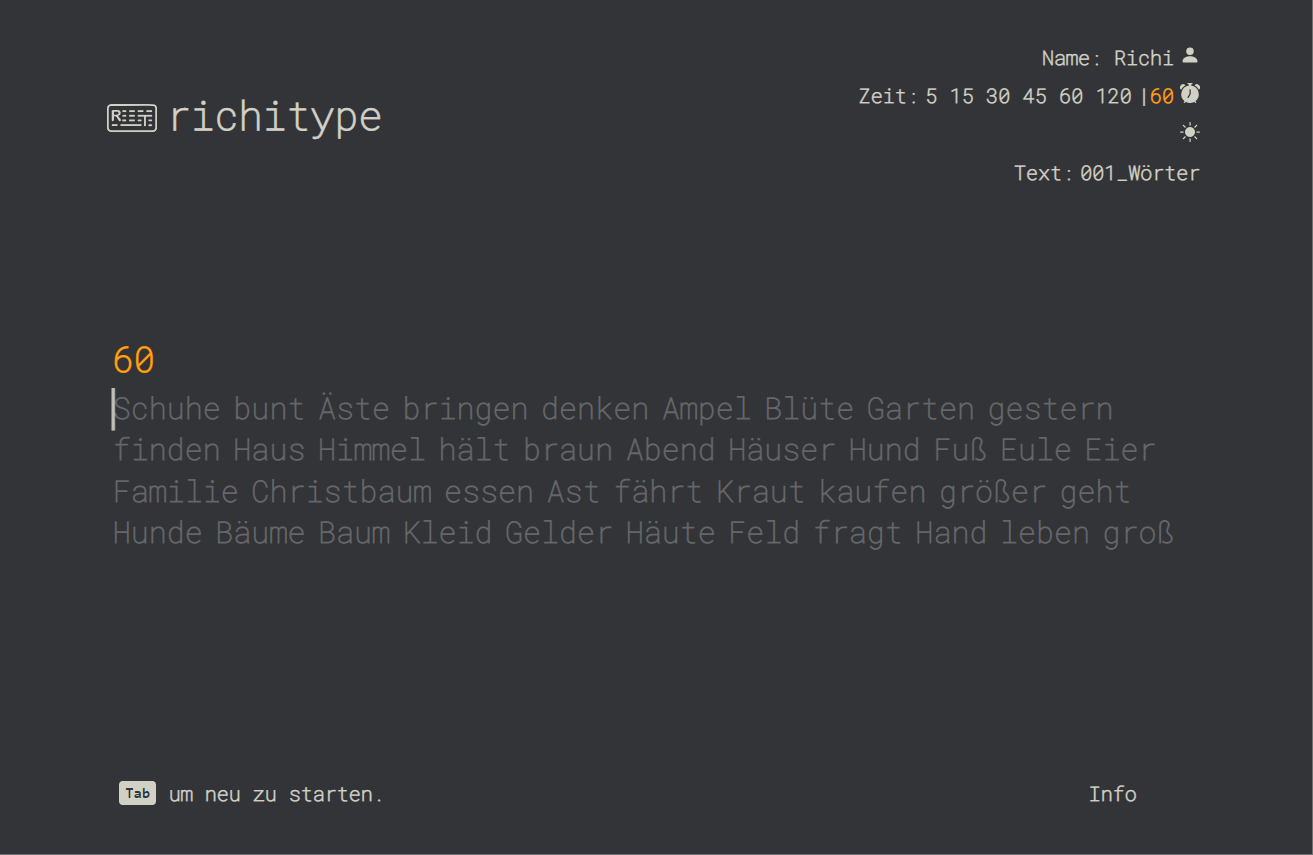 Name: Richi
Zeit: 5 15 30 45 60 120 |60
RT richitype
Text: 001_Wörter
60
Schuhe bunt Äste bringen denken Ampel Blüte Garten gestern
finden Haus Himmel hält braun Abend Häuser Hund Fuß Eule Eier
Familie Christbaum essen Ast fährt Kraut kaufen größer geht
Hunde Bäume Baum Kleid Gelder Häute Feld fragt Hand leben groß
Tab um neu zu starten.
Info